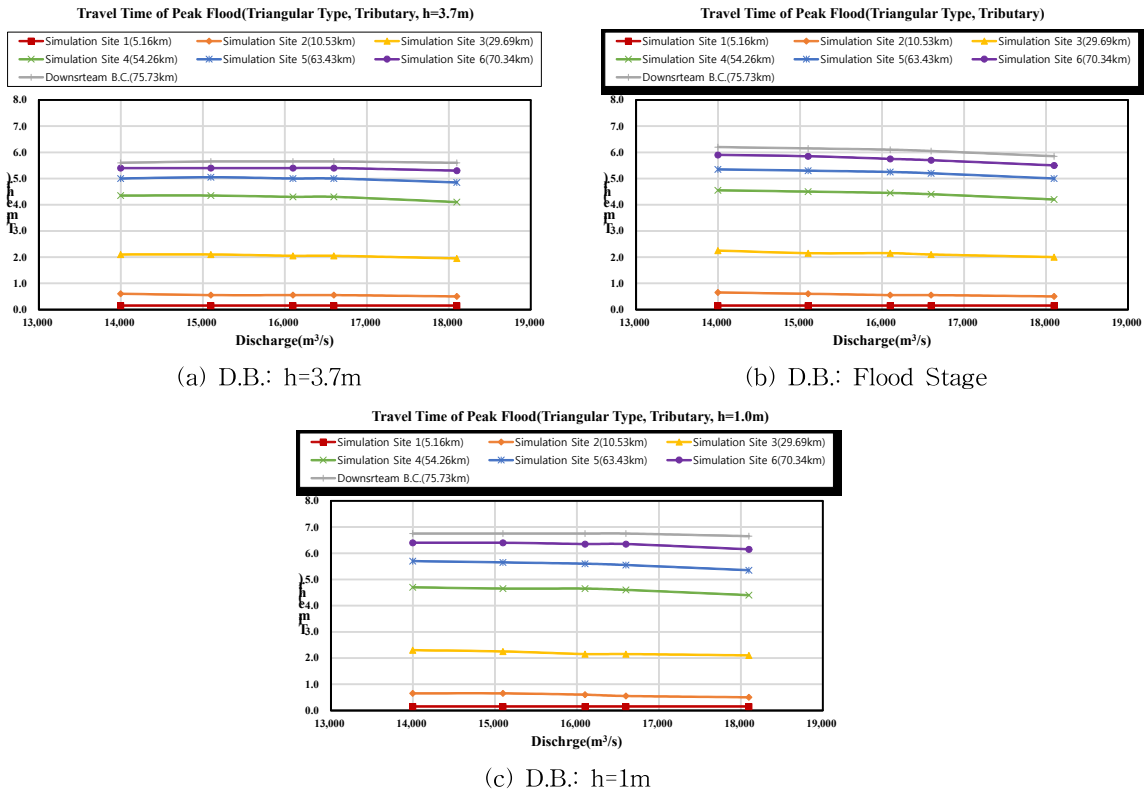 Travel Time of Peak Flood(Triangular Type, Tributary, h=3.7m)
Simulation Site 1(5.16km) Simulation Site 2(10.53km) Simulation Site 3(29.69km)
Simulation Site 4(54.26km) Simulation Site 5(63.43km) Simulation Site 6(70.34km)
Downsrteam B.C.(75.73km)
8.0
7.0
6.0
5.0
4.0
3.0
2.0
1.0
0.0
Time(hr)
13,000 14,000 15,000 16,000 17,000 18,000 19,000
Discharge(m³/s)
(a) D.B.: h=3.7m
Travel Time of Peak Flood(Triangular Type, Tributary)
Simulation Site 1(5.16km) Simulation Site 2(10.53km) Simulation Site 3(29.69km)
Simulation Site 4(54.26km) Simulation Site 5(63.43km) Simulation Site 6(70.34km)
Downsrteam B.C.(75.73km)
8.0
7.0
6.0
5.0
4.0
3.0
2.0
1.0
0.0
Time(hr)
13,000 14,000 15,000 16,000 17,000 18,000 19,000
Discharge(m³/s)
(b) D.B.: Flood Stage
Travel Time of Peak Flood(Triangular Type, Tributary, h=1.0m)
Simulation Site 1(5.16km) Simulation Site 2(10.53km) Simulation Site 3(29.69km)
Simulation Site 4(54.26km) Simulation Site 5(63.43km) Simulation Site 6(70.34km)
Downsrteam B.C.(75.73km)
8.0
7.0
6.0
5.0
4.0
3.0
2.0
1.0
0.0
Time(hr)
13,000 14,000 15,000 16,000 17,000 18,000 19,000
Dischrge(m³/s)
(c) D.B.: h=1m